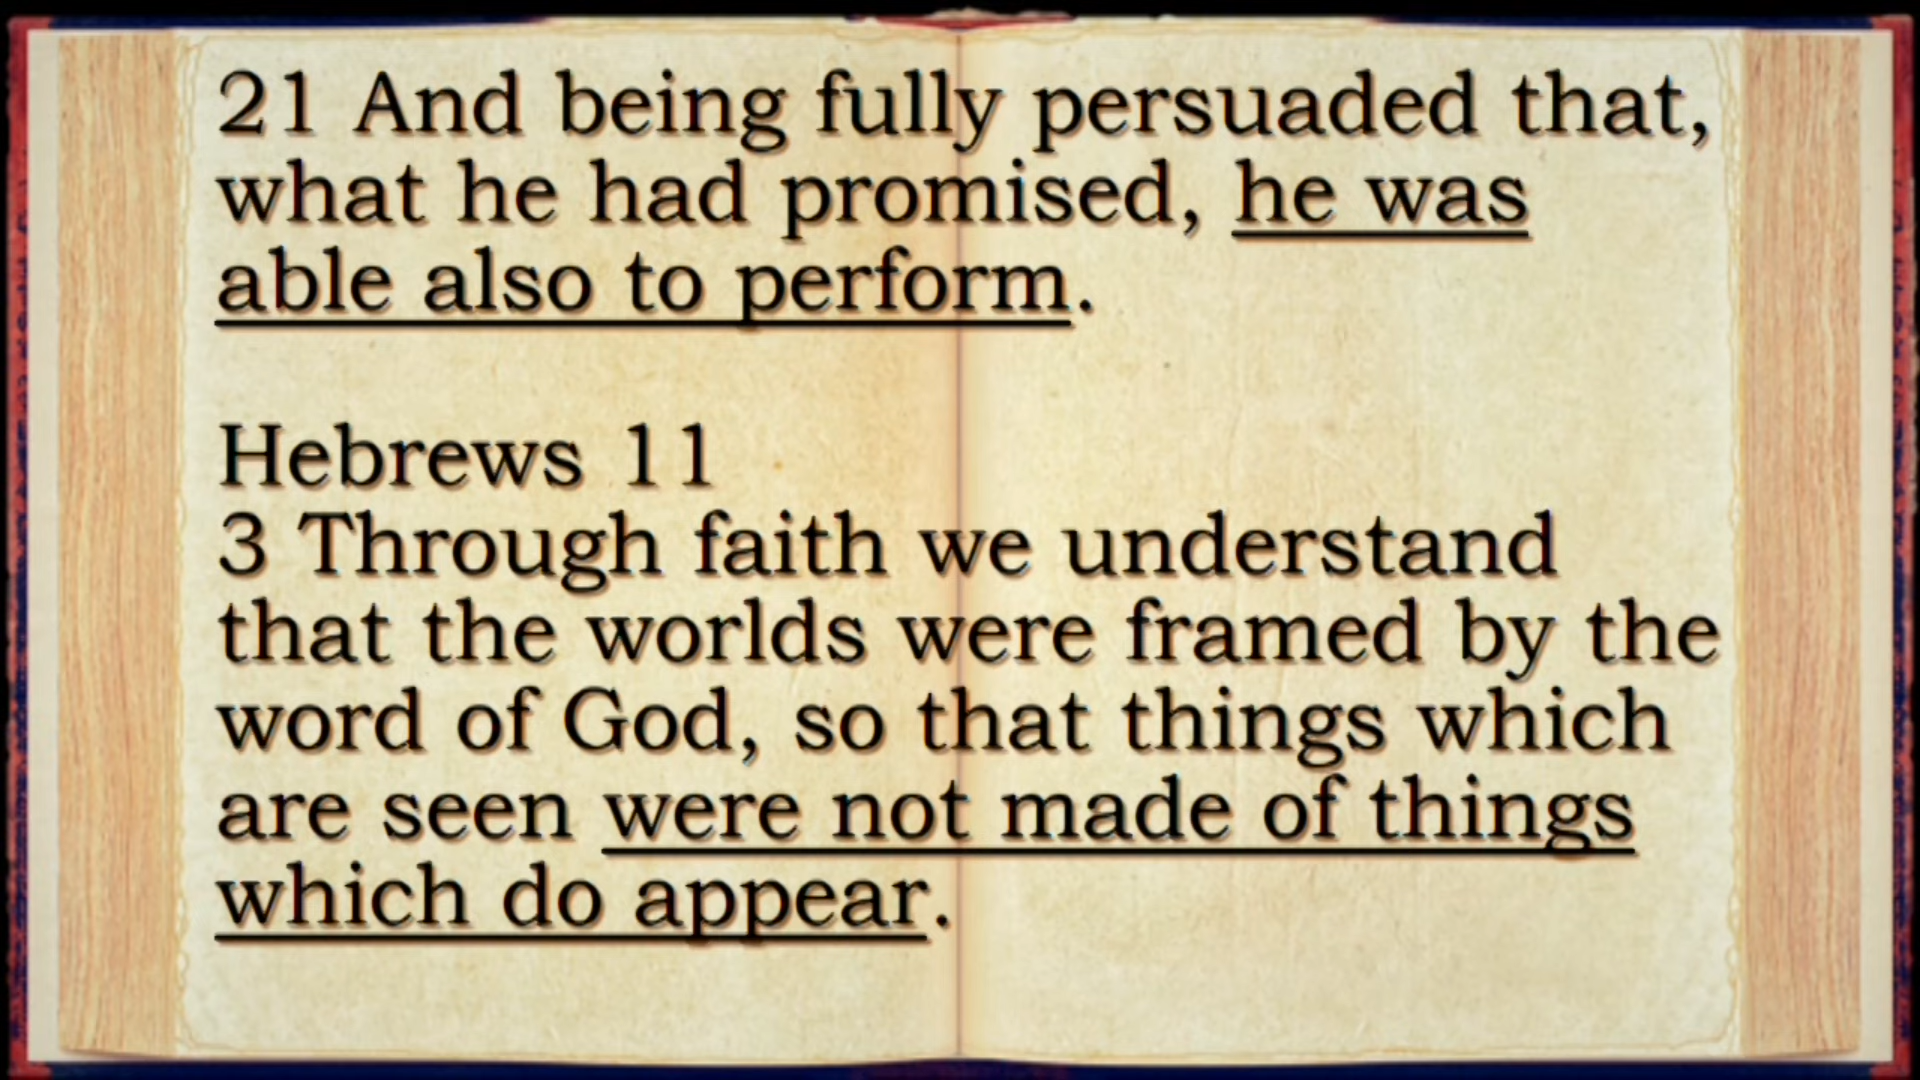 21 And being fully persuaded that,
what he had promised, he was
able also to perform.
Hebrews 11
3 Through faith we understand
that the worlds were framed by the
word of God, so that things which
are seen were not made of things
which do appear.